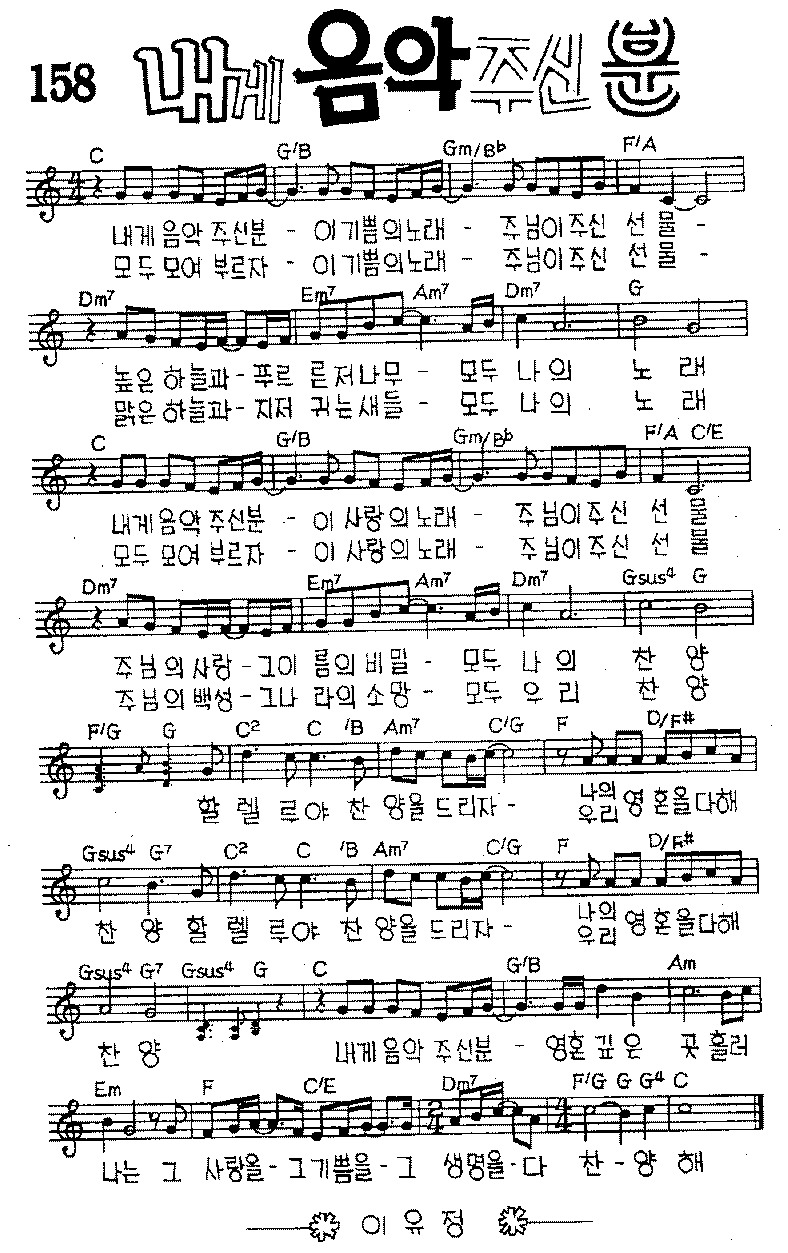 158 내게 음악 주신 분
C G/B Gm/B♭ F/A
내게 음악 주신분 - 이기쁨의노래 - 주님이주신 선물 -
모두모여 부르자 - 이기쁨의노래 - 주님이주신 선물 -
Dm7 Em7 Am7 Dm7 G
높은 하늘과 - 푸르 른저나무 - 모두 나의 노 래
맑은 하늘과 - 지저 귀는새들 - 모두 나의 노 래
C G/B Gm/B♭ F/A C/E
내게음악 주신분 - 이 사랑의노래 - 주님이주신 선물
모두모여 부르자 - 이 사랑의노래 - 주님이주신 선물
Dm7 Em7 Am7 Dm7 Gsus4 G
주님의사랑 - 그이 름의비밀 - 모두 나의 찬 양
주님의백성 - 그나 라의소망 - 모두 우리 찬 양
F/G G C2 C /B Am7 C/G F D/F#
할 렐 루야 찬 양을드리자 - 나의 영혼을다해
우리
Gsus4 G7 C2 C /B Am7 C/G F D/F#
찬 양 할 렐 루야 찬 양을드리자 - 나의 영혼을다해
우리
Gsus4 G7 Gsus4 G C G/B Am
찬 양 내게음악 주신분 - 영혼 깊은 곳 흘러
Em F C/E Dm7 F/G G G4 C
나는 그 사랑을 - 그기쁨을 - 그 생명을 - 다 찬 - 양 해
이유정